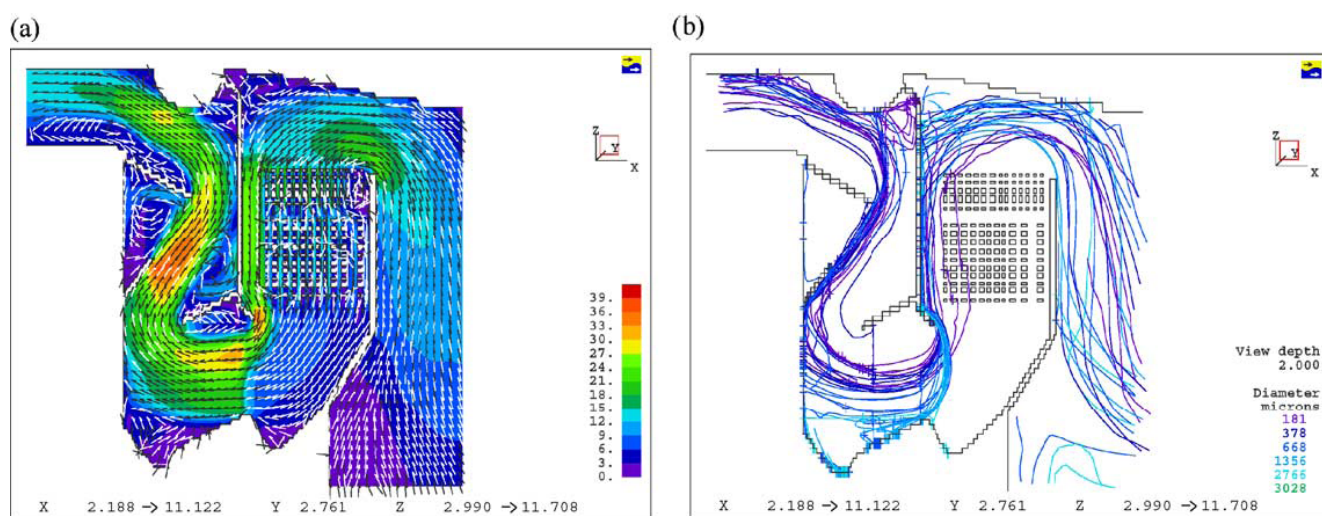 (a)
Z
Y
X
39.
36.
33.
30.
27.
24.
21.
18.
15.
12.
9.
6.
3.
0.
X 2.188 → 11.122 Y 2.761 Z 2.990 → 11.708
(b)
Z
Y
X
View depth
2.000
Diameter
microns
181
378
668
1356
2766
3028
X 2.188 → 11.122 Y 2.761 Z 2.990 → 11.708